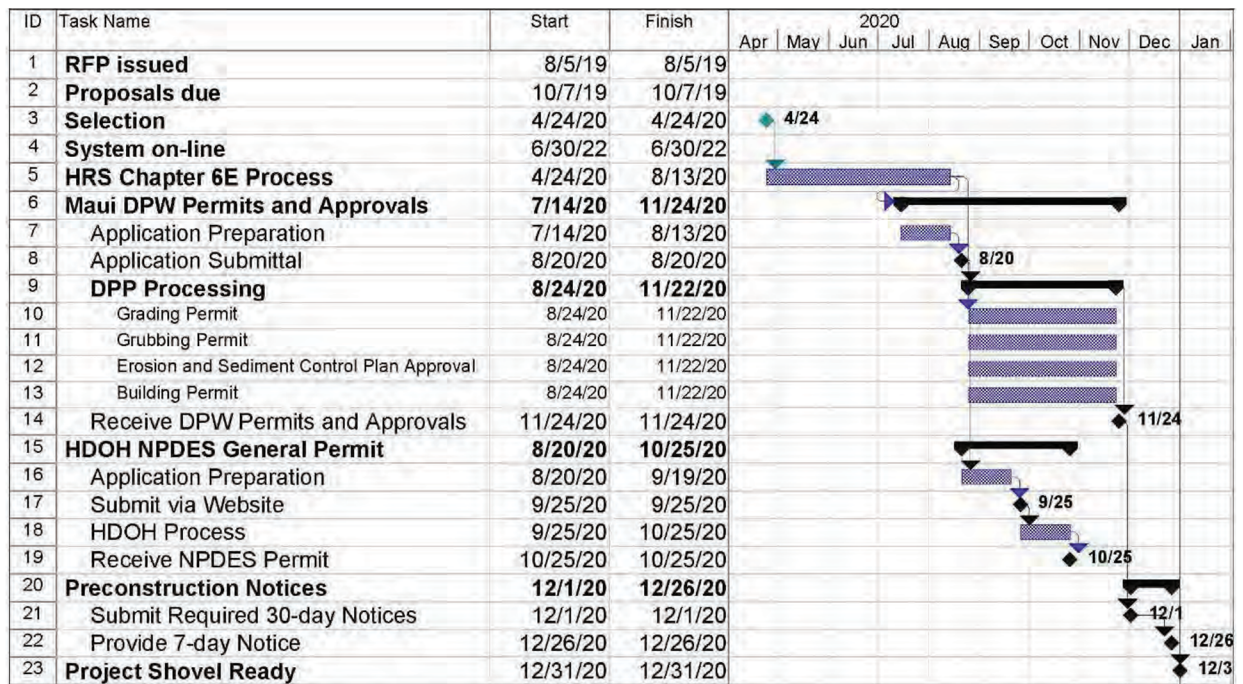 ID Task Name Start Finish 2020
Apr May Jun Jul Aug Sep Oct Nov Dec Jan
1 RFP issued 8/5/19 8/5/19
2 Proposals due 10/7/19 10/7/19
3 Selection 4/24/20 4/24/20 4/24
4 System on-line 6/30/22 6/30/22
5 HRS Chapter 6E Process 4/24/20 8/13/20
6 Maui DPW Permits and Approvals 7/14/20 11/24/20
7 Application Preparation 7/14/20 8/13/20
8 Application Submittal 8/20/20 8/20/20 8/20
9 DPP Processing 8/24/20 11/22/20
10 Grading Permit 8/24/20 11/22/20
11 Grubbing Permit 8/24/20 11/22/20
12 Erosion and Sediment Control Plan Approval 8/24/20 11/22/20
13 Building Permit 8/24/20 11/22/20
14 Receive DPW Permits and Approvals 11/24/20 11/24/20 11/24
15 HDOH NPDES General Permit 8/20/20 10/25/20
16 Application Preparation 8/20/20 9/19/20
17 Submit via Website 9/25/20 9/25/20 9/25
18 HDOH Process 9/25/20 10/25/20
19 Receive NPDES Permit 10/25/20 10/25/20 10/25
20 Preconstruction Notices 12/1/20 12/26/20
21 Submit Required 30-day Notices 12/1/20 12/1/20 12/1
22 Provide 7-day Notice 12/26/20 12/26/20 12/26
23 Project Shovel Ready 12/31/20 12/31/20 12/3